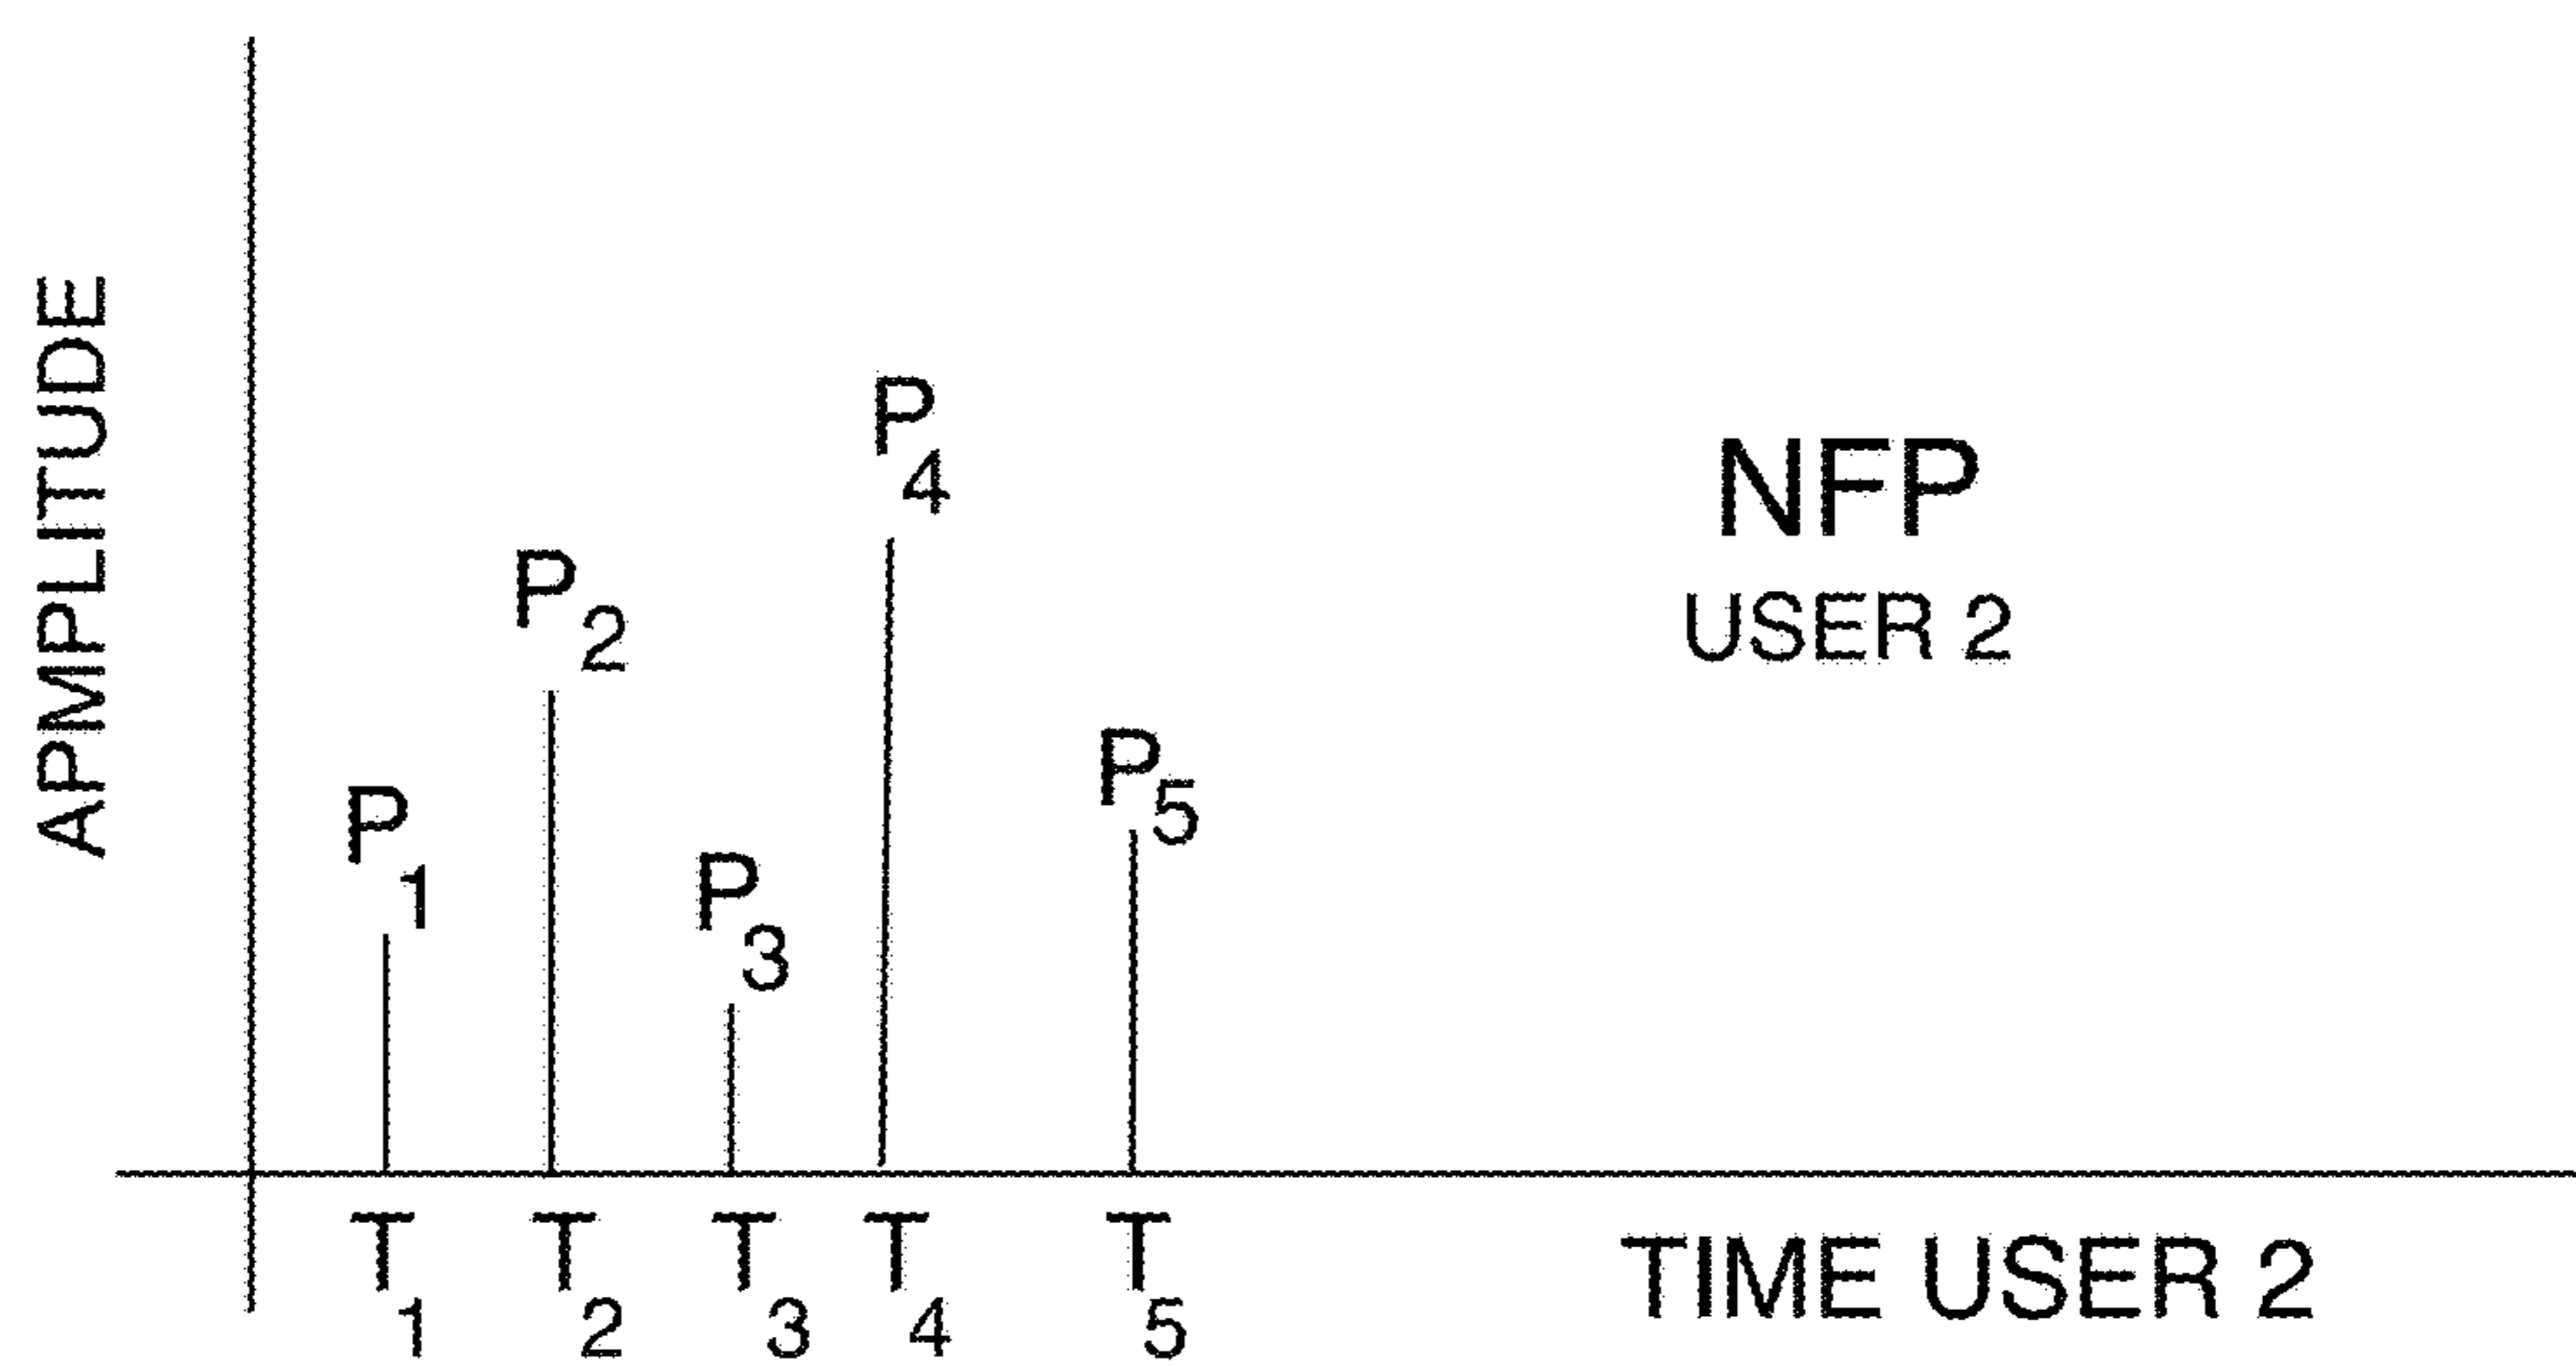 APMPLITUDE
P4
P2
P5
P1
P3
NFP
USER 2
T1 T2 T3 T4 T5
TIME USER 2